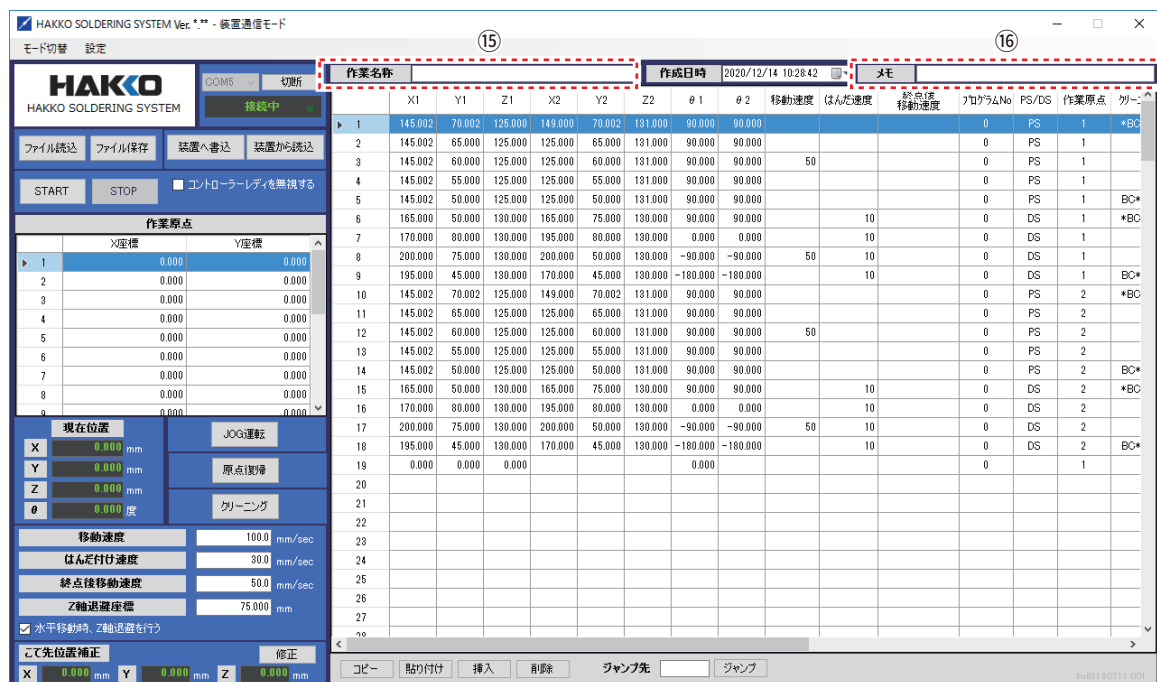 HAKKO SOLDERING SYSTEM Ver.*.** - 装置通信モード
モード切替 設定
⑮ ⑯
HAKKO
HAKKO SOLDERING SYSTEM
COM5 切断
接続中
ファイル読込 ファイル保存 装置へ書込 装置から読込
START STOP コントローラーレディを無視する
作業原点
X座標 Y座標
1 0.000 0.000
2 0.000 0.000
3 0.000 0.000
4 0.000 0.000
5 0.000 0.000
6 0.000 0.000
7 0.000 0.000
8 0.000 0.000
9 0.000 0.000
現在位置
X 0.000 mm
Y 0.000 mm
Z 0.000 mm
θ 0.000 度
JOG運転
原点復帰
クリーニング
移動速度 100.0 mm/sec
はんだ付け速度 30.0 mm/sec
終点後移動速度 50.0 mm/sec
Z軸退避座標 75.000 mm
水平移動時、Z軸退避を行う
こて先位置補正 修正
X 0.000 mm Y 0.000 mm Z 0.000 mm
作業名称 作成日時 2020/12/14 10:28:42 メモ
X1 Y1 Z1 X2 Y2 Z2 θ1 θ2 移動速度 はんだ速度 終点後移動速度 プログラムNo PS/DS 作業原点 クリーニ
1 145.002 70.002 125.000 149.000 70.002 131.000 90.000 90.000 0 PS 1 *BC
2 145.002 65.000 125.000 125.000 65.000 131.000 90.000 90.000 0 PS 1
3 145.002 60.000 125.000 125.000 60.000 131.000 90.000 90.000 50 0 PS 1
4 145.002 55.000 125.000 125.000 55.000 131.000 90.000 90.000 0 PS 1
5 145.002 50.000 125.000 125.000 50.000 131.000 90.000 90.000 0 PS 1 BC*
6 165.000 50.000 130.000 165.000 75.000 130.000 90.000 90.000 10 0 DS 1 *BC
7 170.000 80.000 130.000 195.000 80.000 130.000 0.000 0.000 10 0 DS 1
8 200.000 75.000 130.000 200.000 50.000 130.000 -90.000 -90.000 50 10 0 DS 1
9 195.000 45.000 130.000 170.000 45.000 130.000 -180.000 -180.000 10 0 DS 1 BC*
10 145.002 70.002 125.000 149.000 70.002 131.000 90.000 90.000 0 PS 2 *BC
11 145.002 65.000 125.000 125.000 65.000 131.000 90.000 90.000 0 PS 2
12 145.002 60.000 125.000 125.000 60.000 131.000 90.000 90.000 50 0 PS 2
13 145.002 55.000 125.000 125.000 55.000 131.000 90.000 90.000 0 PS 2
14 145.002 50.000 125.000 125.000 50.000 131.000 90.000 90.000 0 PS 2 BC*
15 165.000 50.000 130.000 165.000 75.000 130.000 90.000 90.000 10 0 DS 2 *BC
16 170.000 80.000 130.000 195.000 80.000 130.000 0.000 0.000 10 0 DS 2
17 200.000 75.000 130.000 200.000 50.000 130.000 -90.000 -90.000 50 10 0 DS 2
18 195.000 45.000 130.000 170.000 45.000 130.000 -180.000 -180.000 10 0 DS 2 BC*
19 0.000 0.000 0.000 0.000 0 1
20
21
22
23
24
25
26
27
28
コピー 貼り付け 挿入 削除 ジャンプ先 ジャンプ
build.180711.001